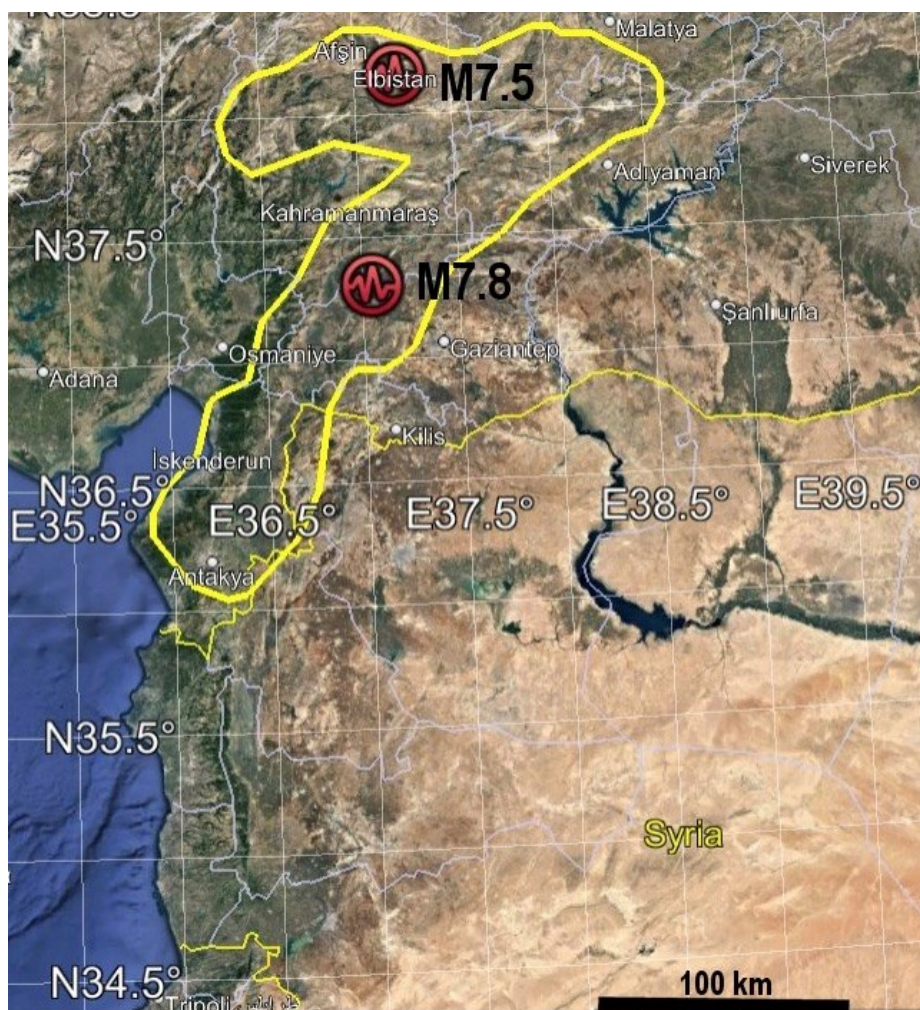 Malatya
Afşin
Elbistan
M7.5
Adıyaman
Siverek
Kahramanmaraş
N37.5°
M7.8
Şanlıurfa
Osmaniye
Gaziantep
Adana
Kilis
İskenderun
N36.5°
E35.5°
E36.5°
E37.5°
E38.5°
E39.5°
Antakya
N35.5°
Syria
N34.5°
100 km
Tripoli